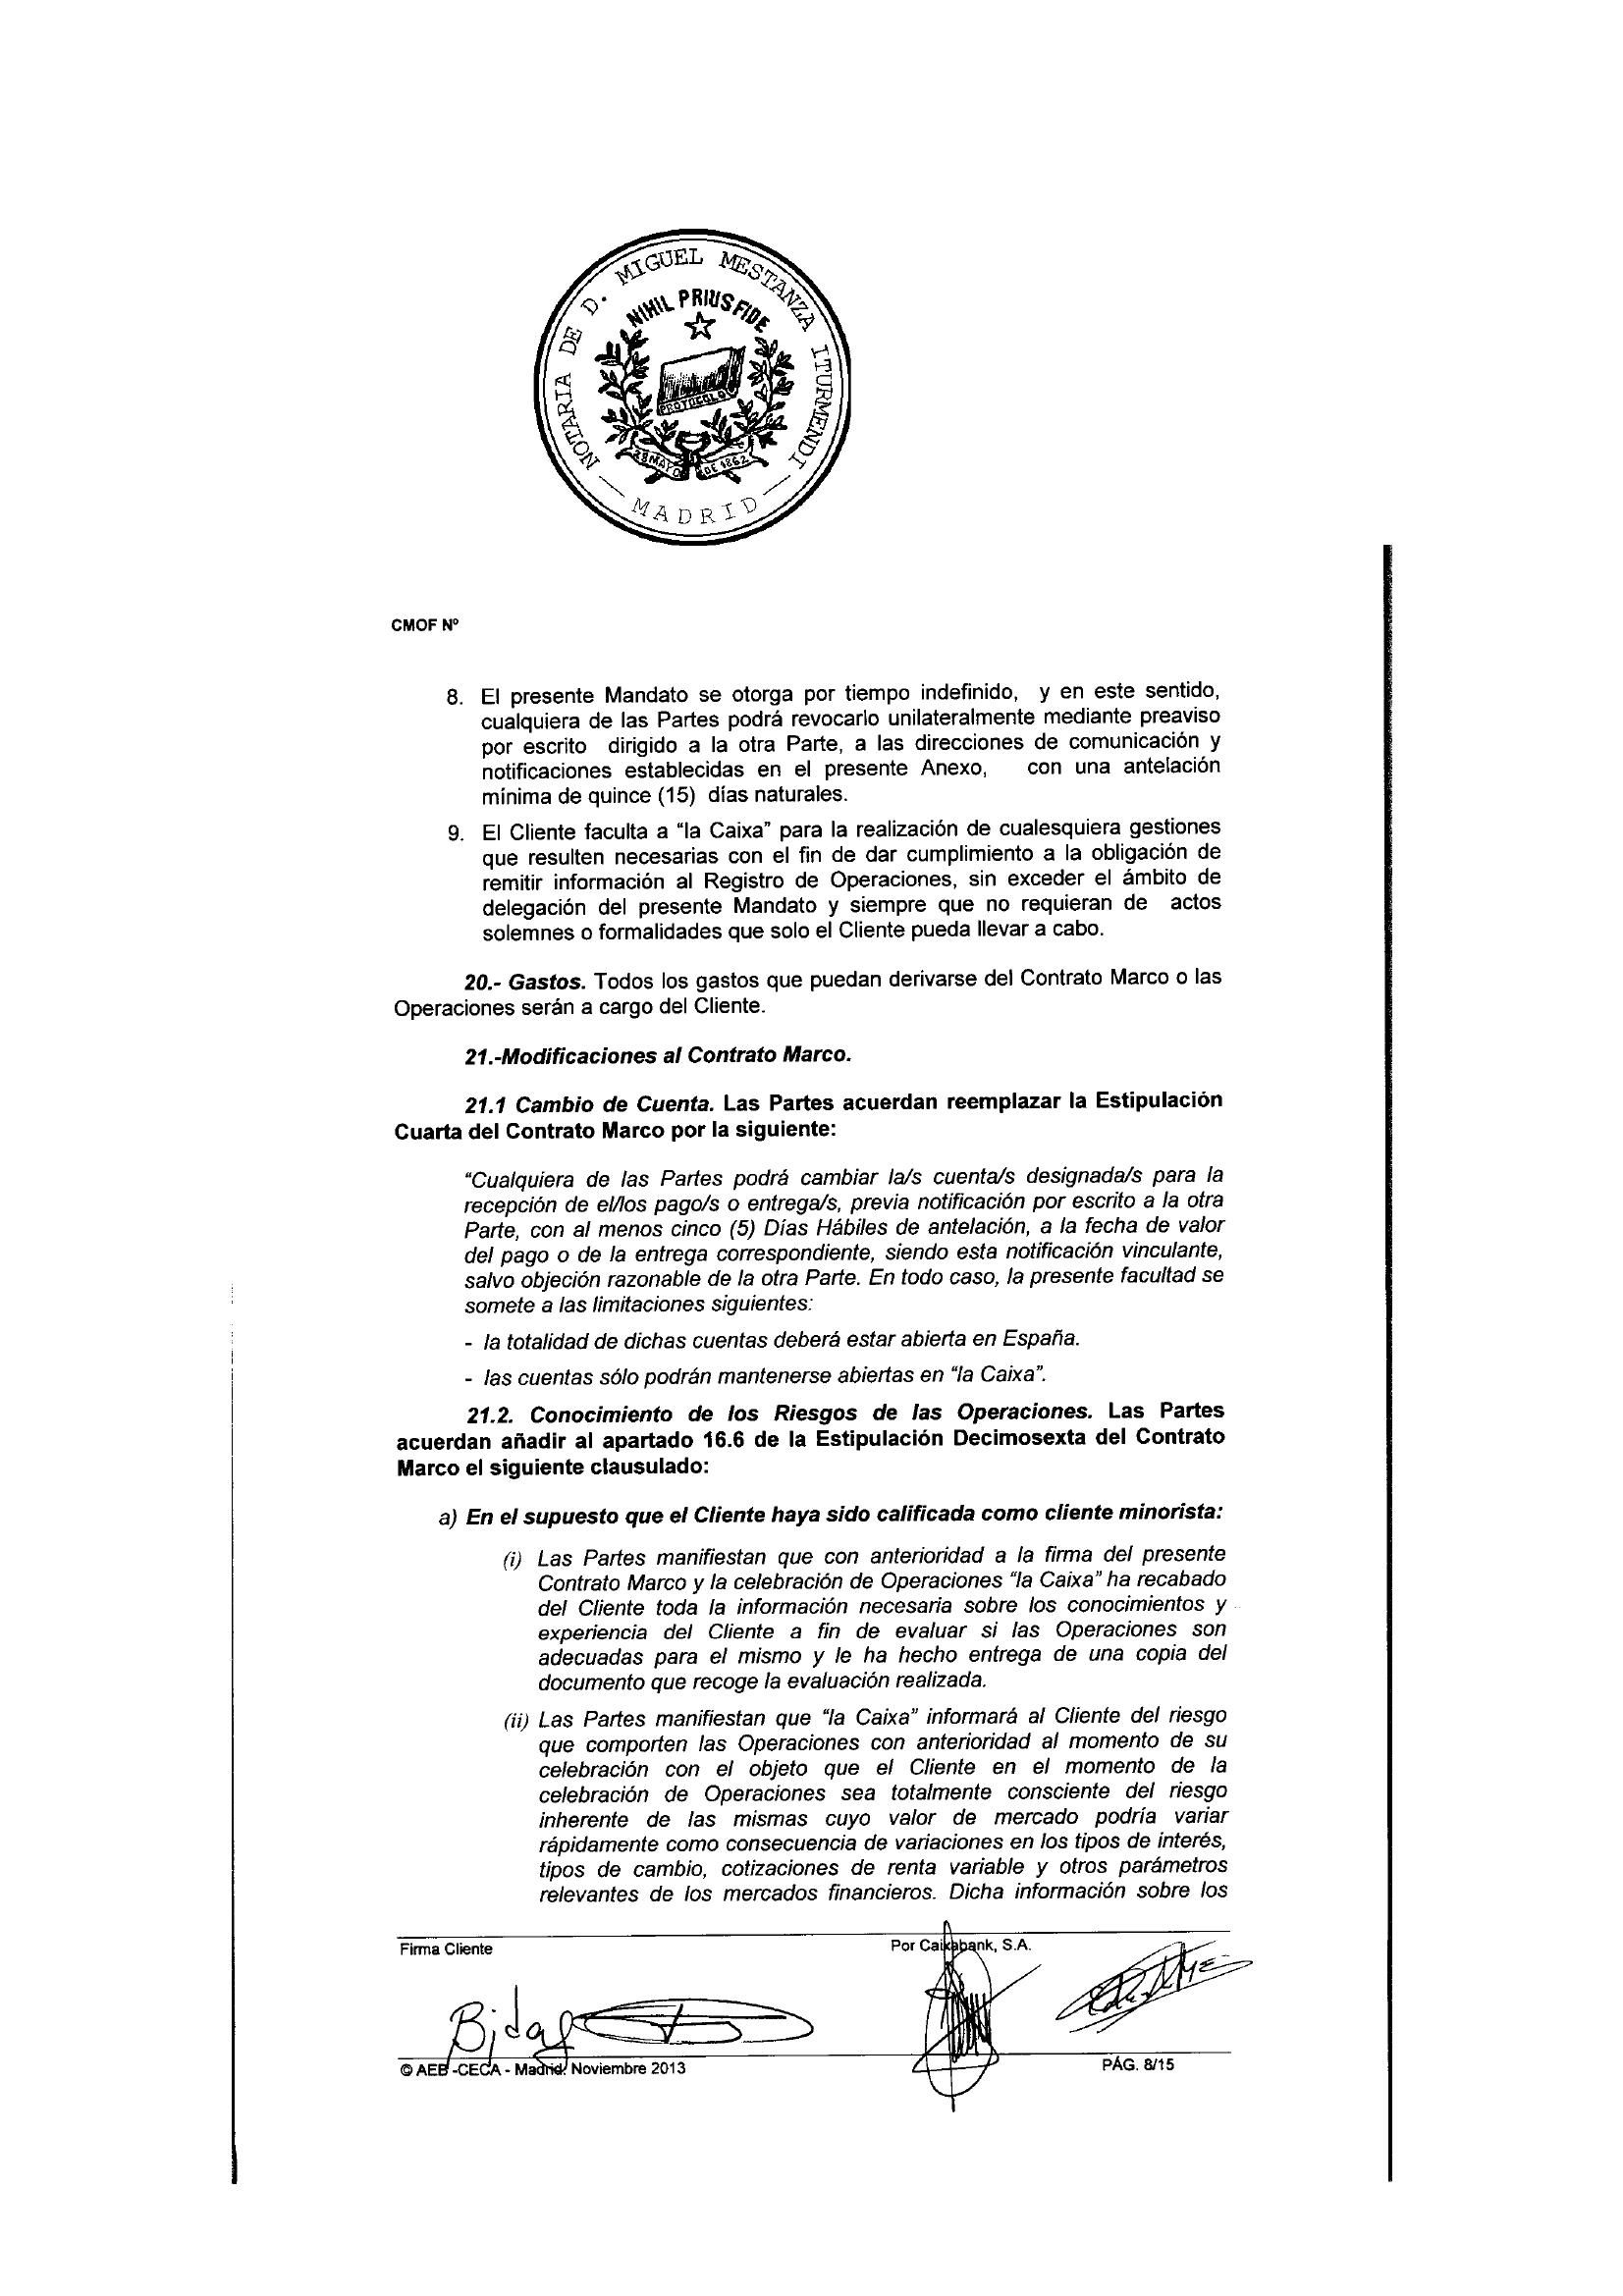 NOTARIA DE D. MIGUEL MESTANZA ITURMENDI
NIHIL PRIUS FIDE
PROTOCOLO
28 MAYO DE 1862
— MADRID —
CMOF Nº
8. El presente Mandato se otorga por tiempo indefinido, y en este sentido,
cualquiera de las Partes podrá revocarlo unilateralmente mediante preaviso
por escrito dirigido a la otra Parte, a las direcciones de comunicación y
notificaciones establecidas en el presente Anexo, con una antelación
mínima de quince (15) días naturales.
9. El Cliente faculta a “la Caixa” para la realización de cualesquiera gestiones
que resulten necesarias con el fin de dar cumplimiento a la obligación de
remitir información al Registro de Operaciones, sin exceder el ámbito de
delegación del presente Mandato y siempre que no requieran de actos
solemnes o formalidades que solo el Cliente pueda llevar a cabo.
20.- Gastos. Todos los gastos que puedan derivarse del Contrato Marco o las
Operaciones serán a cargo del Cliente.
21.-Modificaciones al Contrato Marco.
21.1 Cambio de Cuenta. Las Partes acuerdan reemplazar la Estipulación
Cuarta del Contrato Marco por la siguiente:
“Cualquiera de las Partes podrá cambiar la/s cuenta/s designada/s para la
recepción de el/los pago/s o entrega/s, previa notificación por escrito a la otra
Parte, con al menos cinco (5) Días Hábiles de antelación, a la fecha de valor
del pago o de la entrega correspondiente, siendo esta notificación vinculante,
salvo objeción razonable de la otra Parte. En todo caso, la presente facultad se
somete a las limitaciones siguientes:
- la totalidad de dichas cuentas deberá estar abierta en España.
- las cuentas sólo podrán mantenerse abiertas en “la Caixa”.
21.2. Conocimiento de los Riesgos de las Operaciones. Las Partes
acuerdan añadir al apartado 16.6 de la Estipulación Decimosexta del Contrato
Marco el siguiente clausulado:
a) En el supuesto que el Cliente haya sido calificada como cliente minorista:
(i) Las Partes manifiestan que con anterioridad a la firma del presente
Contrato Marco y la celebración de Operaciones “la Caixa” ha recabado
del Cliente toda la información necesaria sobre los conocimientos y
experiencia del Cliente a fin de evaluar si las Operaciones son
adecuadas para el mismo y le ha hecho entrega de una copia del
documento que recoge la evaluación realizada.
(ii) Las Partes manifiestan que “la Caixa” informará al Cliente del riesgo
que comporten las Operaciones con anterioridad al momento de su
celebración con el objeto que el Cliente en el momento de la
celebración de Operaciones sea totalmente consciente del riesgo
inherente de las mismas cuyo valor de mercado podría variar
rápidamente como consecuencia de variaciones en los tipos de interés,
tipos de cambio, cotizaciones de renta variable y otros parámetros
relevantes de los mercados financieros. Dicha información sobre los
Firma Cliente
Por Caixabank, S.A.
© AEB -CECA - Madrid. Noviembre 2013
PÁG. 8/15